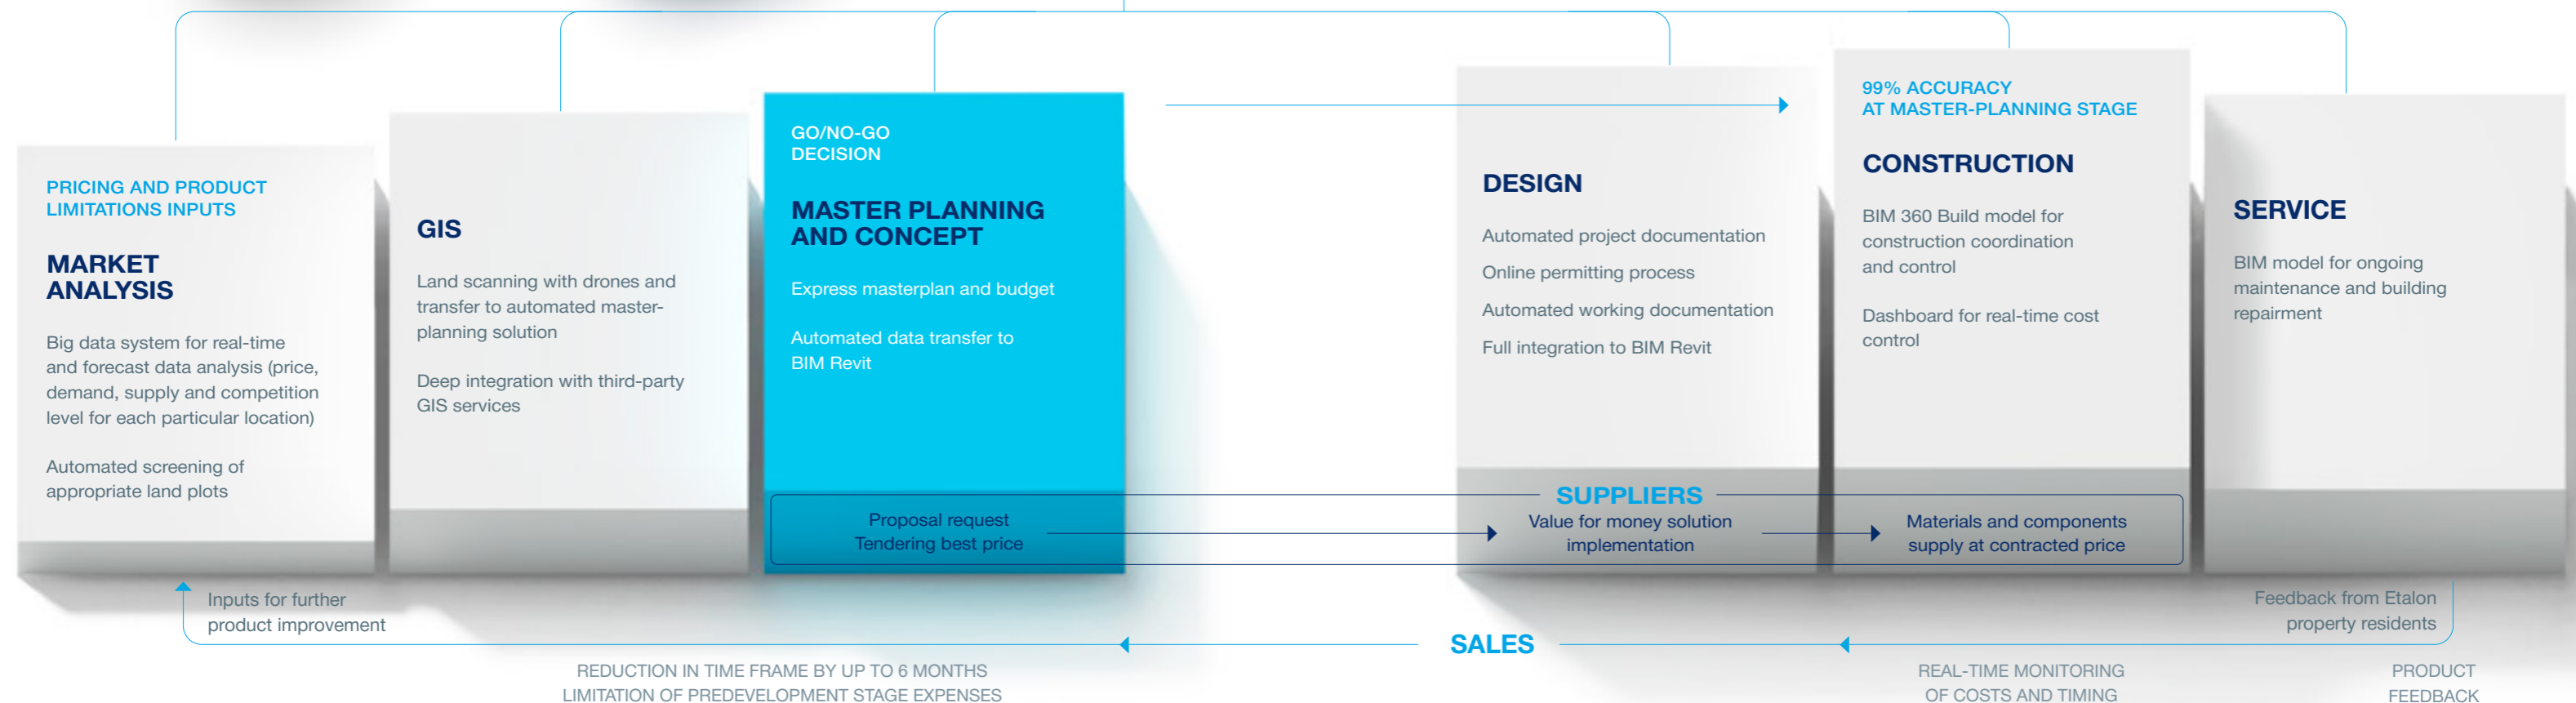 PRICING AND PRODUCT
LIMITATIONS INPUTS
MARKET
ANALYSIS
Big data system for real-time
and forecast data analysis (price,
demand, supply and competition
level for each particular location)
Automated screening of
appropriate land plots
GIS
Land scanning with drones and
transfer to automated master-
planning solution
Deep integration with third-party
GIS services
GO/NO-GO
DECISION
MASTER PLANNING
AND CONCEPT
Express masterplan and budget
Automated data transfer to
BIM Revit
DESIGN
Automated project documentation
Online permitting process
Automated working documentation
Full integration to BIM Revit
99% ACCURACY
AT MASTER-PLANNING STAGE
CONSTRUCTION
BIM 360 Build model for
construction coordination
and control
Dashboard for real-time cost
control
SERVICE
BIM model for ongoing
maintenance and building
repairment
SUPPLIERS
Proposal request
Tendering best price
Value for money solution
implementation
Materials and components
supply at contracted price
Inputs for further
product improvement
SALES
Feedback from Etalon
property residents
REDUCTION IN TIME FRAME BY UP TO 6 MONTHS
LIMITATION OF PREDEVELOPMENT STAGE EXPENSES
REAL-TIME MONITORING
OF COSTS AND TIMING
PRODUCT
FEEDBACK